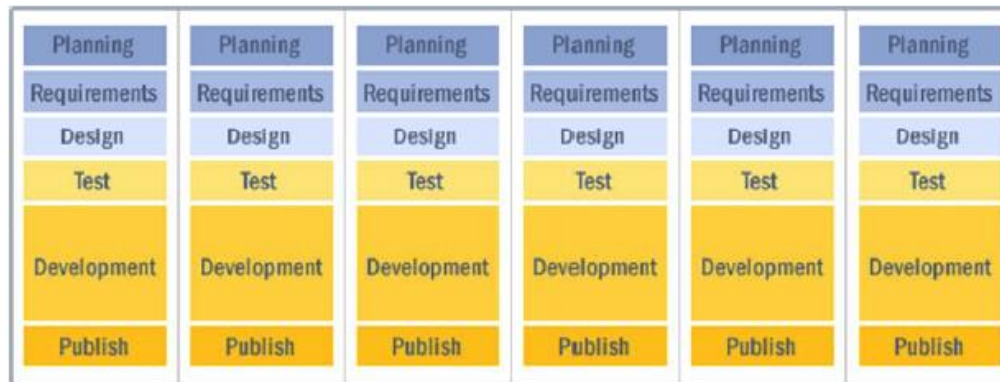 Planning Planning Planning Planning Planning Planning
Requirements Requirements Requirements Requirements Requirements Requirements
Design Design Design Design Design Design
Test Test Test Test Test Test
Development Development Development Development Development Development
Publish Publish Publish Publish Publish Publish